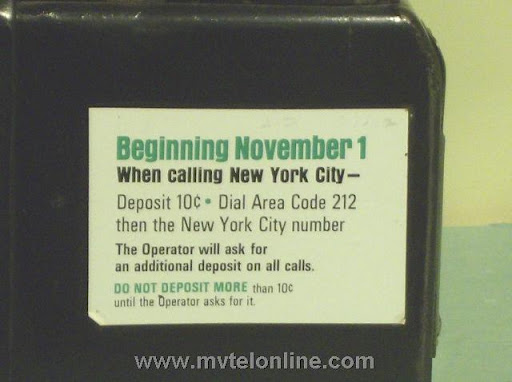 Beginning November 1
When calling New York City—
Deposit 10¢ • Dial Area Code 212
then the New York City number
The Operator will ask for
an additional deposit on all calls.
DO NOT DEPOSIT MORE than 10¢
until the Operator asks for it.
www.mvtelonline.com